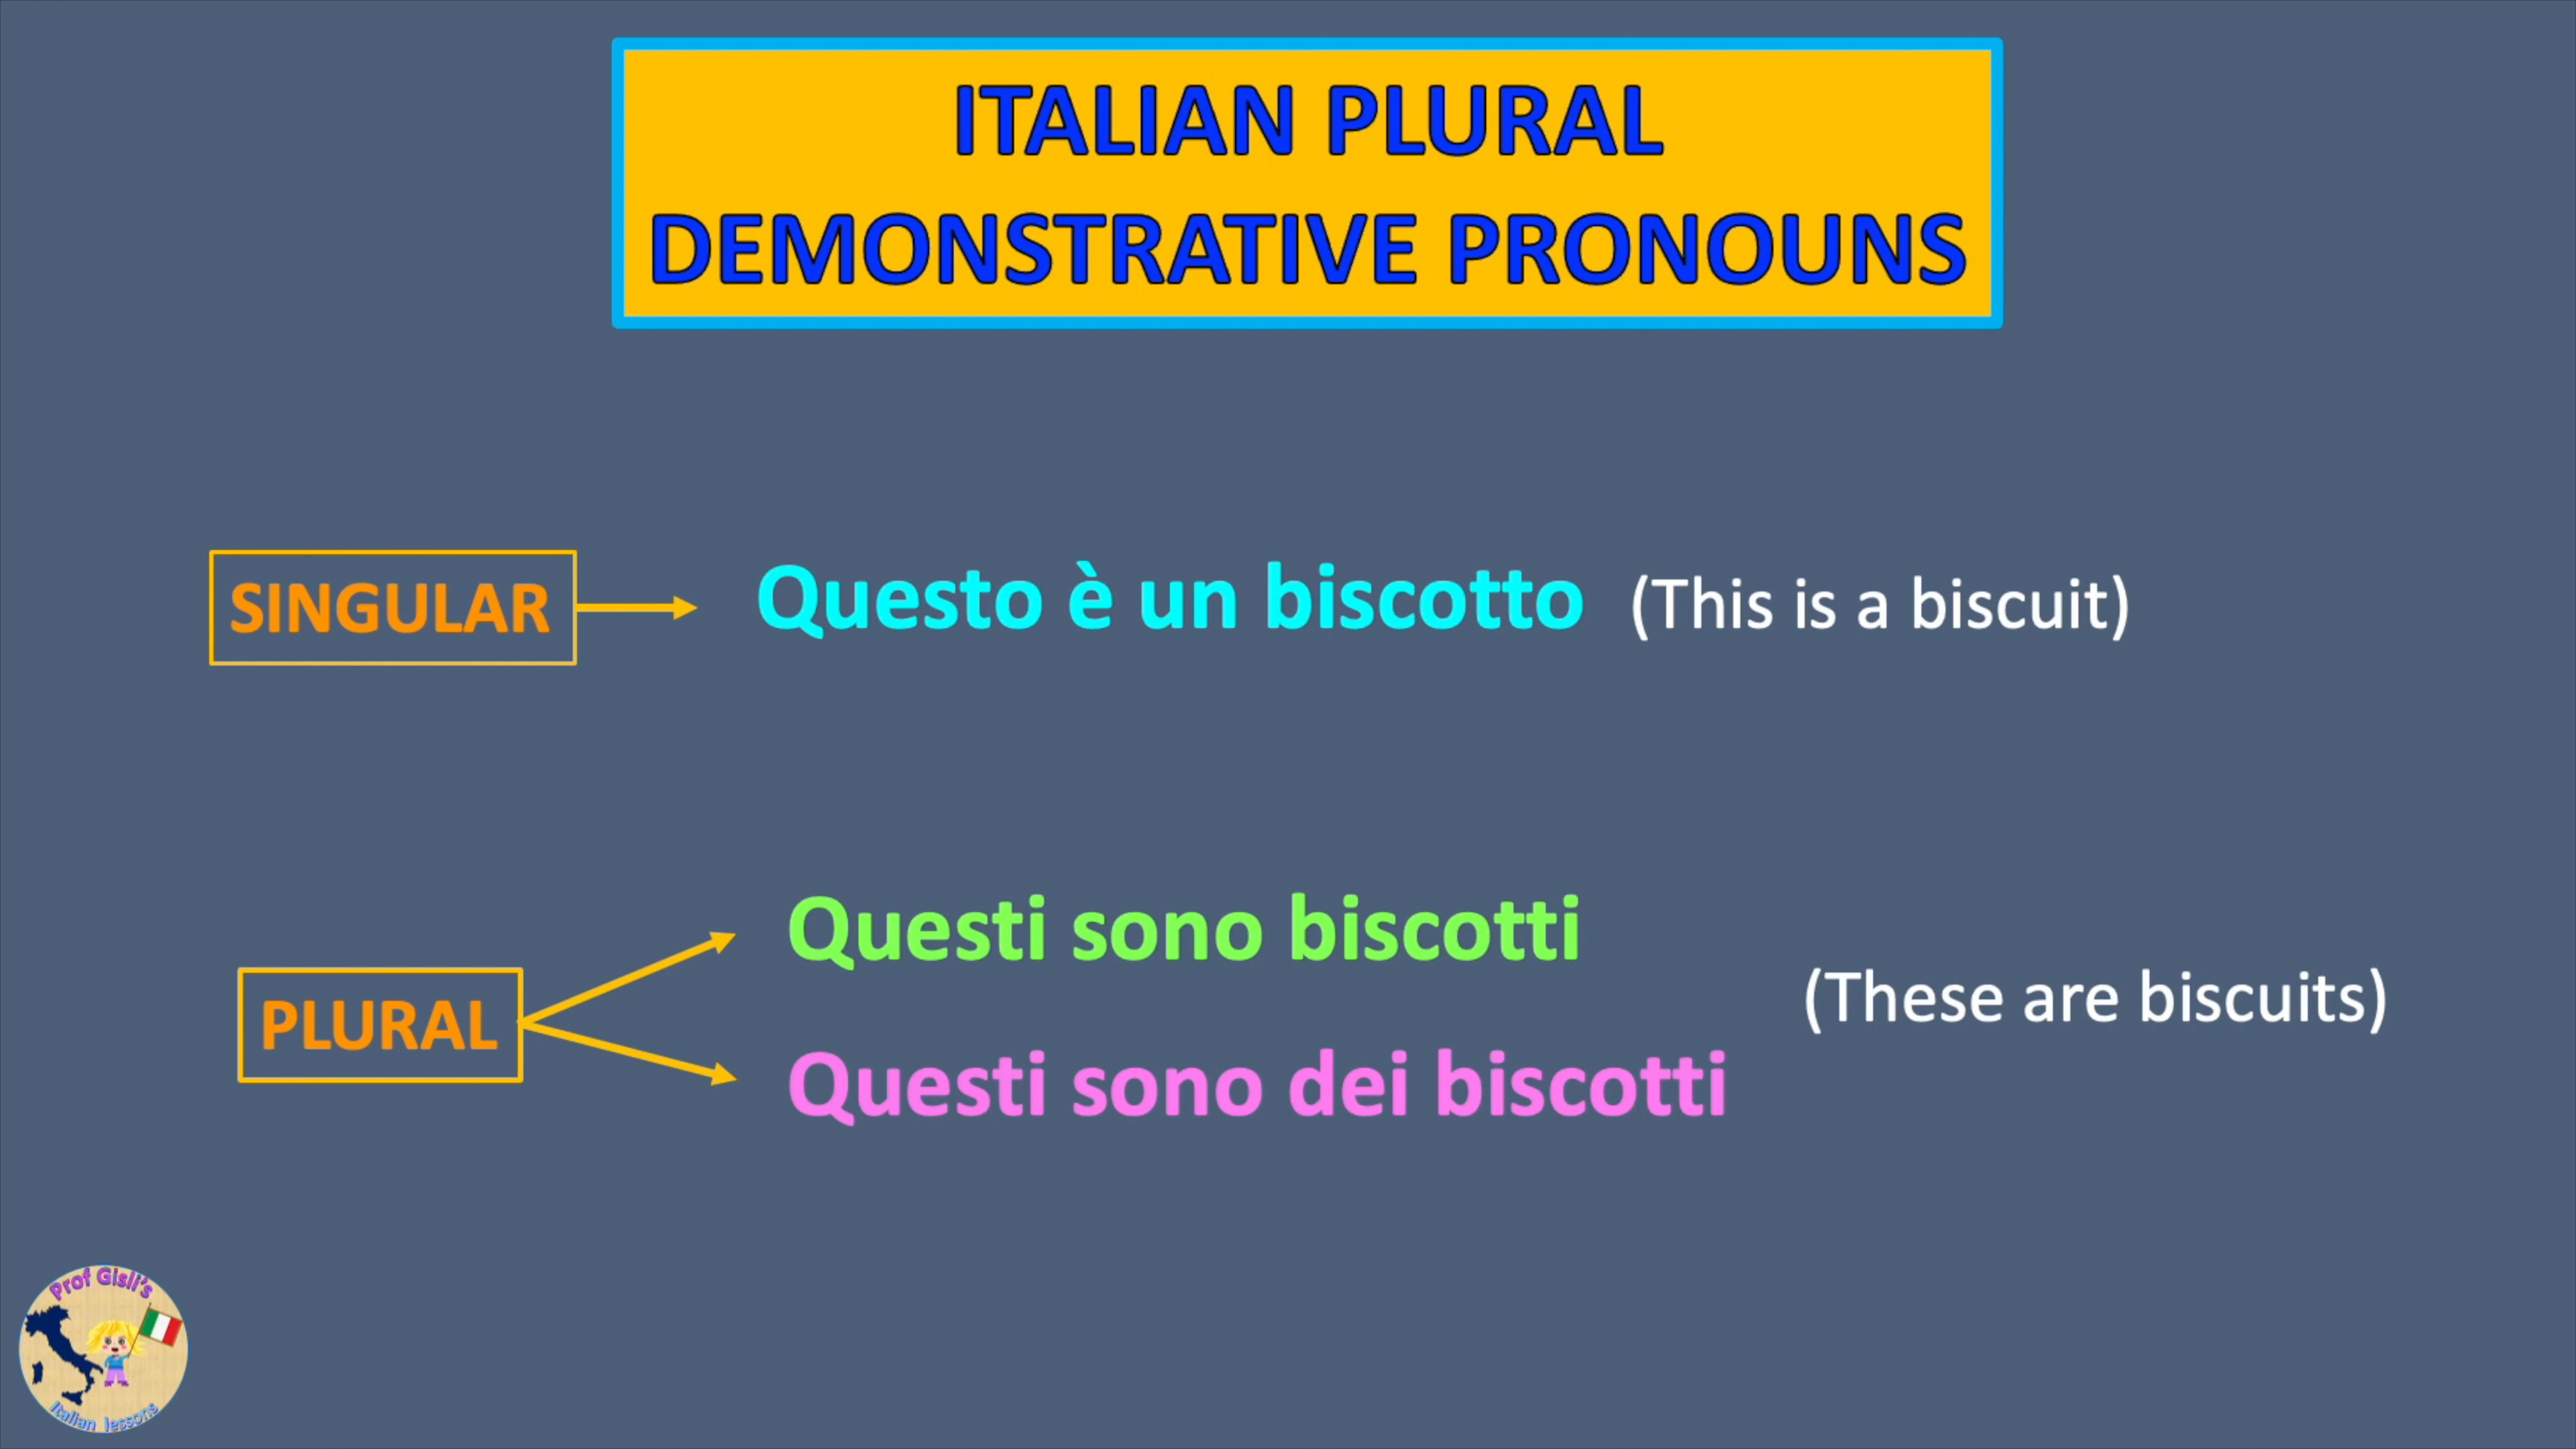 ITALIAN PLURAL
DEMONSTRATIVE PRONOUNS
SINGULAR
Questo è un biscotto (This is a biscuit)
PLURAL
Questi sono biscotti
(These are biscuits)
Questi sono dei biscotti
Prof Gisli's
Italian lessons